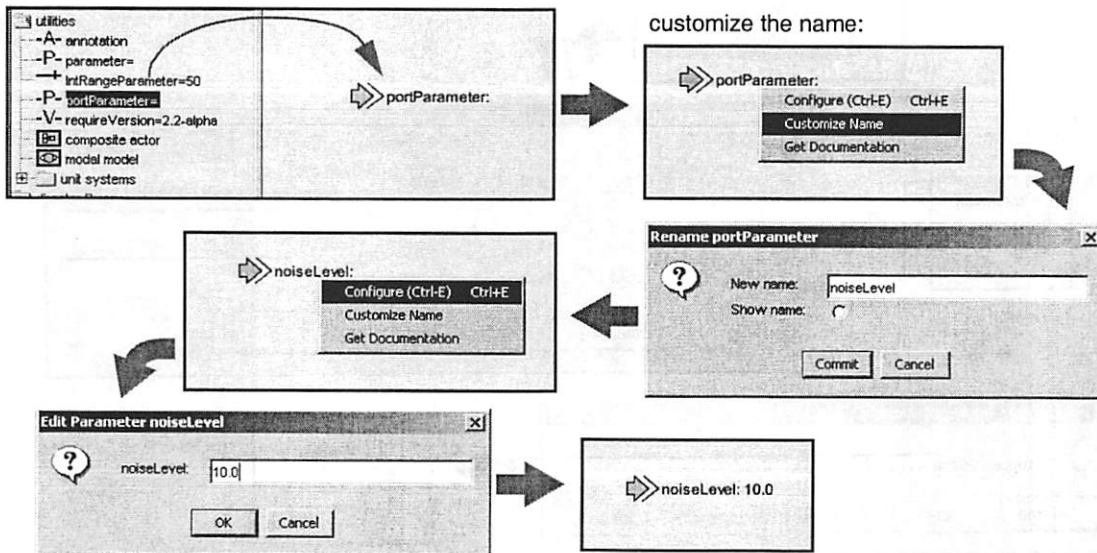 utilities
-A- annotation
-P- parameter=
IntRangeParameter=50
-P- portParameter=
-V- requireVersion=2.2-alpha
composite actor
modal model
unit systems
portParameter:
customize the name:
portParameter:
Configure (Ctrl-E) Ctrl+E
Customize Name
Get Documentation
Rename portParameter
New name: noiseLevel
Show name:
Commit Cancel
noiseLevel:
Configure (Ctrl-E) Ctrl+E
Customize Name
Get Documentation
Edit Parameter noiseLevel
noiseLevel: 10.0
OK Cancel
noiseLevel: 10.0